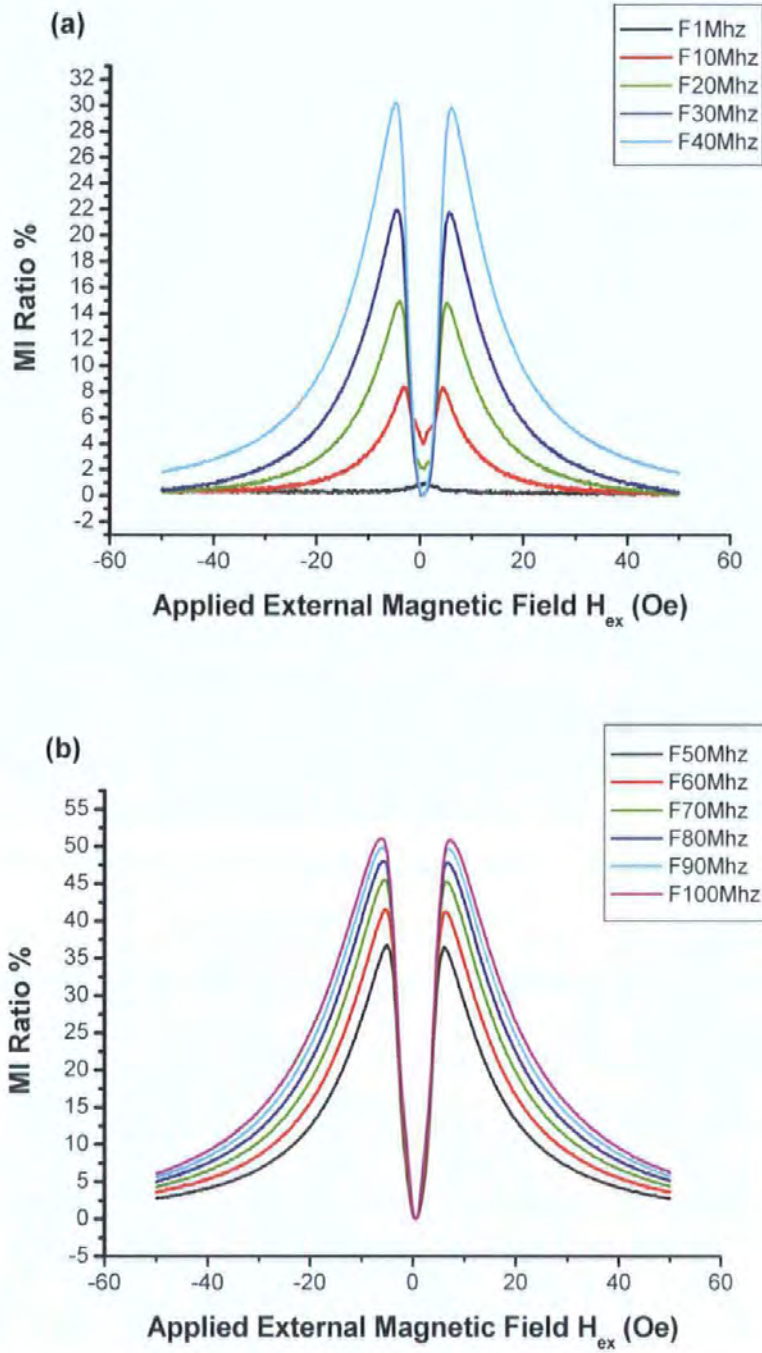 (a)
F1Mhz
F10Mhz
F20Mhz
F30Mhz
F40Mhz
32
30
28
26
24
22
20
18
16
14
12
10
8
6
4
2
0
-2
MI Ratio %
-60
-40
-20
0
20
40
60
Applied External Magnetic Field Hex (Oe)
(b)
F50Mhz
F60Mhz
F70Mhz
F80Mhz
F90Mhz
F100Mhz
55
50
45
40
35
30
25
20
15
10
5
0
-5
MI Ratio %
-60
-40
-20
0
20
40
60
Applied External Magnetic Field Hex (Oe)